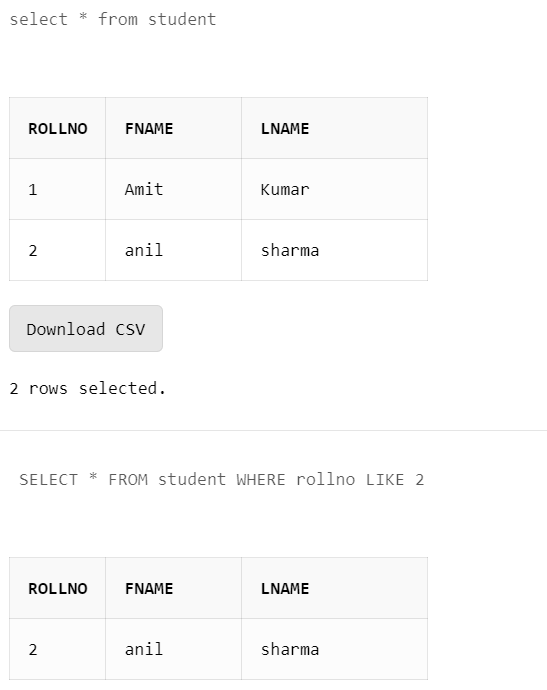 select * from student
ROLLNO FNAME LNAME
1 Amit Kumar
2 anil sharma
Download CSV
2 rows selected.
SELECT * FROM student WHERE rollno LIKE 2
ROLLNO FNAME LNAME
2 anil sharma